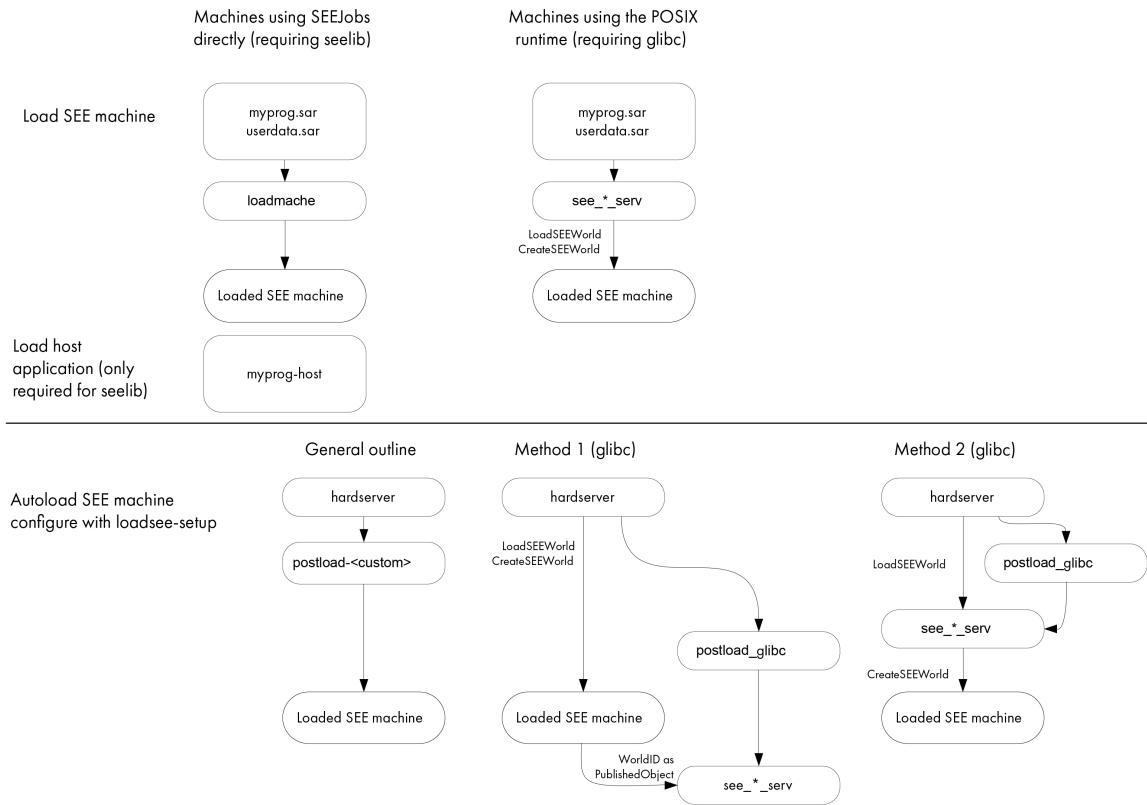 Machines using SEEJobs
directly (requiring seelib)
Machines using the POSIX
runtime (requiring glibc)
Load SEE machine
myprog.sar
userdata.sar
myprog.sar
userdata.sar
loadmache
see_*_serv
LoadSEEWorld
CreateSEEWorld
Loaded SEE machine
Loaded SEE machine
Load host
application (only
required for seelib)
myprog-host
General outline
Method 1 (glibc)
Method 2 (glibc)
Autoload SEE machine
configure with loadsee-setup
hardserver
hardserver
hardserver
postload-<custom>
LoadSEEWorld
CreateSEEWorld
LoadSEEWorld
postload_glibc
postload_glibc
see_*_serv
CreateSEEWorld
Loaded SEE machine
Loaded SEE machine
Loaded SEE machine
WorldID as
PublishedObject
see_*_serv